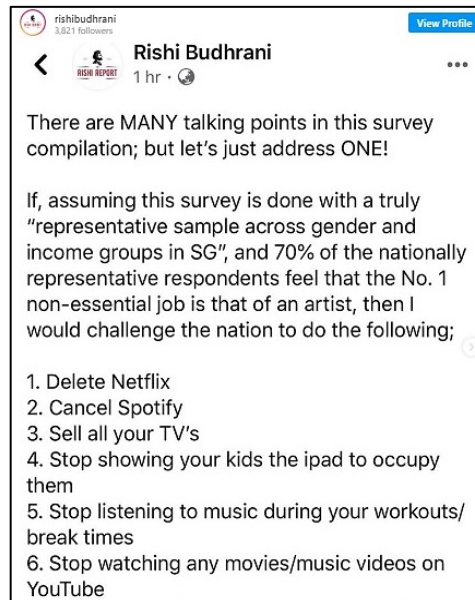 rishibudhrani
3,821 followers
View Profile
Rishi Budhrani
RISHI REPORT
1 hr ·
There are MANY talking points in this survey
compilation; but let's just address ONE!
If, assuming this survey is done with a truly
“representative sample across gender and
income groups in SG”, and 70% of the nationally
representative respondents feel that the No. 1
non-essential job is that of an artist, then I
would challenge the nation to do the following;
1. Delete Netflix
2. Cancel Spotify
3. Sell all your TV's
4. Stop showing your kids the ipad to occupy
them
5. Stop listening to music during your workouts/
break times
6. Stop watching any movies/music videos on
YouTube